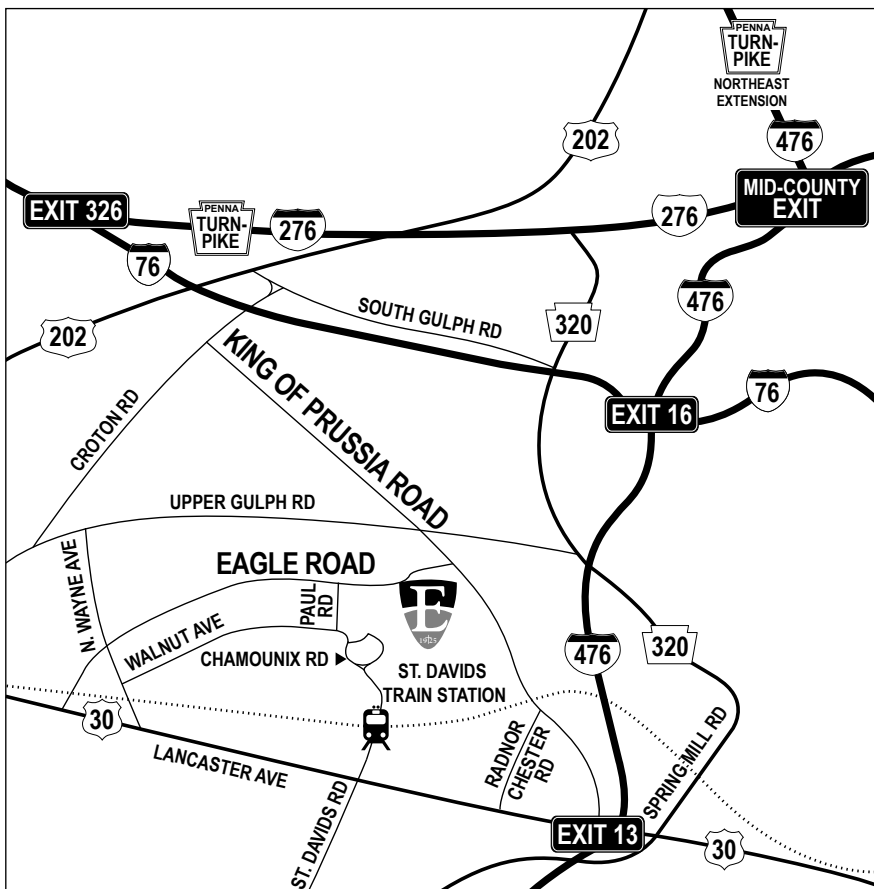 PENNA
TURN-
PIKE
NORTHEAST
EXTENSION
476
202
MID-COUNTY
EXIT
EXIT 326
PENNA
TURN-
PIKE
276
276
76
476
SOUTH GULPH RD
320
202
KING OF PRUSSIA ROAD
76
EXIT 16
CROTON RD
UPPER GULPH RD
N. WAYNE AVE
EAGLE ROAD
PAUL
RD
E
1925
WALNUT AVE
CHAMOUNIX RD
ST. DAVIDS
TRAIN STATION
476
320
30
LANCASTER AVE
RADNOR
CHESTER RD
SPRING MILL RD
ST. DAVIDS RD
EXIT 13
30